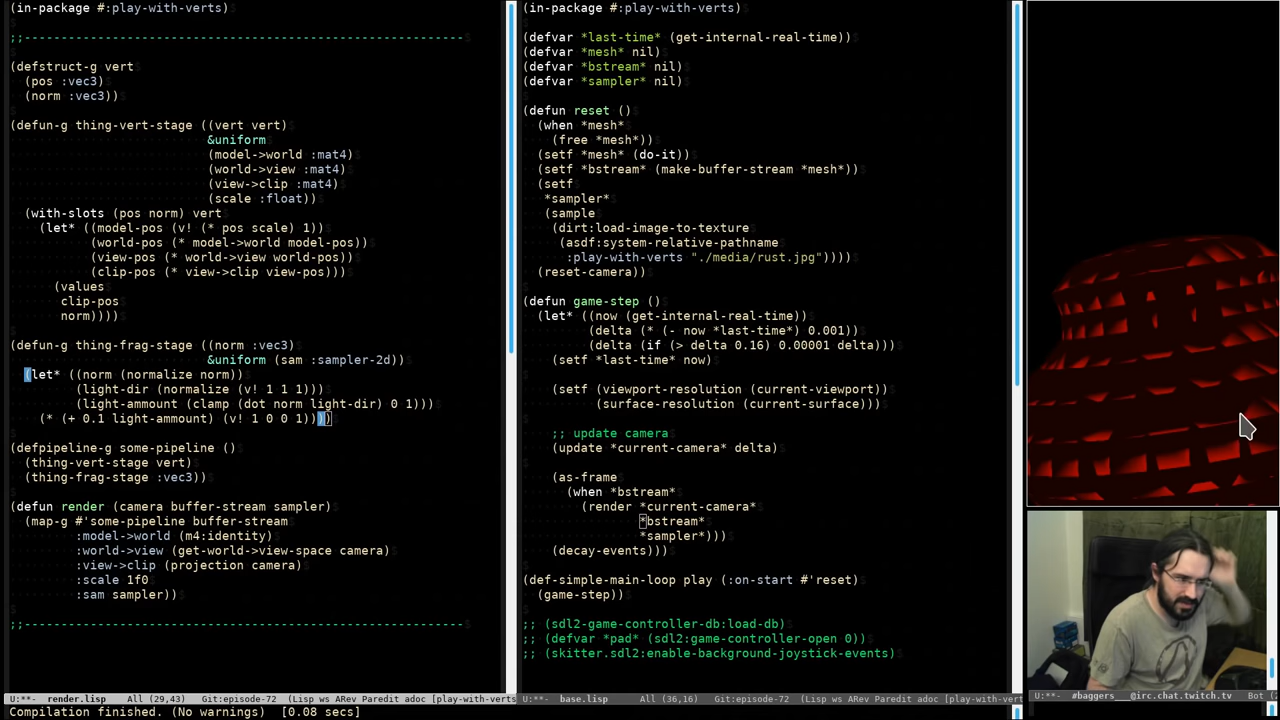 (in-package #:play-with-verts)
;;------------------------------------------------------------
(defstruct-g vert
(pos :vec3)
(norm :vec3))
(defun-g thing-vert-stage ((vert vert)
&uniform
(model->world :mat4)
(world->view :mat4)
(view->clip :mat4)
(scale :float))
(with-slots (pos norm) vert
(let* ((model-pos (v! (* pos scale) 1))
(world-pos (* model->world model-pos))
(view-pos (* world->view world-pos))
(clip-pos (* view->clip view-pos)))
(values
clip-pos
norm))))
(defun-g thing-frag-stage ((norm :vec3)
&uniform (sam :sampler-2d))
(let* ((norm (normalize norm))
(light-dir (normalize (v! 1 1 1)))
(light-amount (clamp (dot norm light-dir) 0 1)))
(* (+ 0.1 light-amount) (v! 1 0 0 1))))
(defpipeline-g some-pipeline ()
(thing-vert-stage vert)
(thing-frag-stage :vec3))
(defun render (camera buffer-stream sampler)
(map-g #'some-pipeline buffer-stream
:model->world (m4:identity)
:world->view (get-world->view-space camera)
:view->clip (projection camera)
:scale 1f0
:sam sampler))
;;------------------------------------------------------------
U:**-  render.lisp  All (29,43)  Git:episode-72  (Lisp ws ARev Paredit adoc [play-with-verts
Compilation finished. (No warnings)  [0.08 secs]
(in-package #:play-with-verts)
(defvar *last-time* (get-internal-real-time))
(defvar *mesh* nil)
(defvar *bstream* nil)
(defvar *sampler* nil)
(defun reset ()
(when *mesh*
(free *mesh*))
(setf *mesh* (do-it))
(setf *bstream* (make-buffer-stream *mesh*))
(setf
*sampler*
(sample
(dirt:load-image-to-texture
(asdf:system-relative-pathname
:play-with-verts "./media/rust.jpg"))))
(reset-camera))
(defun game-step ()
(let* ((now (get-internal-real-time))
(delta (* (- now *last-time*) 0.001))
(delta (if (> delta 0.16) 0.00001 delta)))
(setf *last-time* now)
(setf (viewport-resolution (current-viewport))
(surface-resolution (current-surface)))
;; update camera
(update *current-camera* delta)
(as-frame
(when *bstream*
(render *current-camera*
*bstream*
*sampler*)))
(decay-events)))
(def-simple-main-loop play (:on-start #'reset)
(game-step))
;; (sdl2-game-controller-db:load-db)
;; (defvar *pad* (sdl2:game-controller-open 0))
;; (skitter.sdl2:enable-background-joystick-events)
U:**-  base.lisp  All (36,16)  Git:episode-72  (Lisp ws ARev Paredit adoc [play-with-verts
U:**-  #baggers___@irc.chat.twitch.tv  Bot (